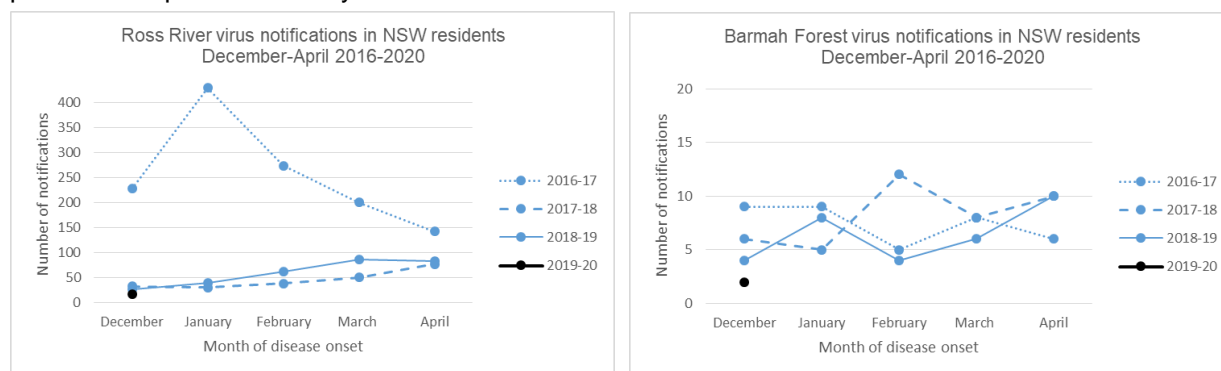 Ross River virus notifications in NSW residents
December-April 2016-2020
Number of notifications
400
350
300
250
200
150
100
50
0
December January February March April
Month of disease onset
2016-17
2017-18
2018-19
2019-20
Barmah Forest virus notifications in NSW residents
December-April 2016-2020
Number of notifications
20
15
10
5
0
December January February March April
Month of disease onset
2016-17
2017-18
2018-19
2019-20